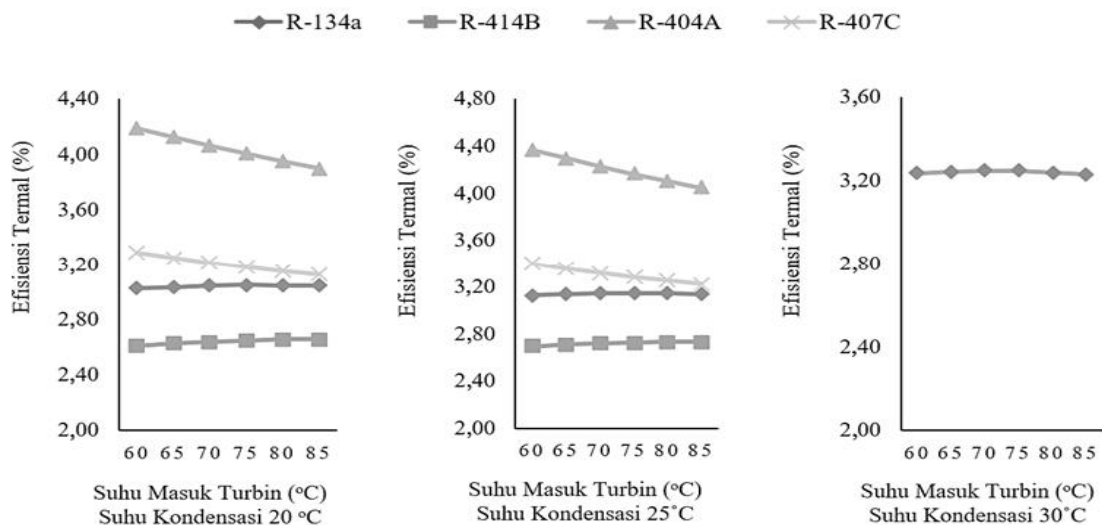 R-134a R-414B R-404A R-407C
Efisiensi Termal (%)
4,40
4,00
3,60
3,20
2,80
2,40
2,00
60 65 70 75 80 85
Suhu Masuk Turbin (°C)
Suhu Kondensasi 20 °C
Efisiensi Termal (%)
4,80
4,40
4,00
3,60
3,20
2,80
2,40
2,00
60 65 70 75 80 85
Suhu Masuk Turbin (°C)
Suhu Kondensasi 25˚C
Efisiensi Termal (%)
3,60
3,20
2,80
2,40
2,00
60 65 70 75 80 85
Suhu Masuk Turbin (°C)
Suhu Kondensasi 30˚C